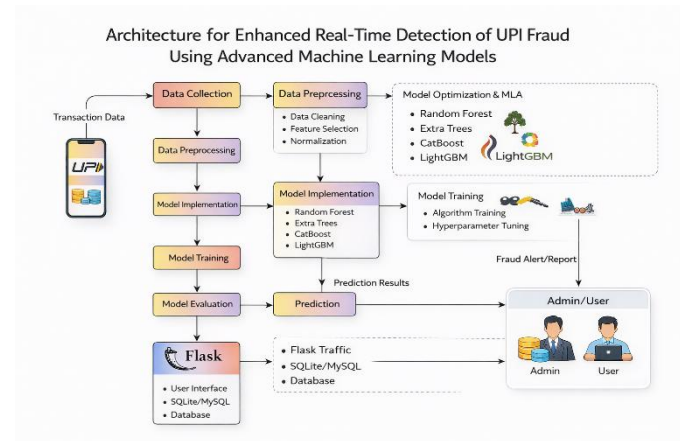 Architecture for Enhanced Real-Time Detection of UPI Fraud
Using Advanced Machine Learning Models
Transaction Data
UPI
Data Collection
Data Preprcessing
• Data Cleaning
• Feature Selection
• Normalization
Model Optimization & MLA
• Random Forest
• Extra Trees
• CatBoost
• LightGBM
LightGBM
Data Preprocessing
Model Implementation
Model Implementation
• Random Forest
• Extra Trees
• CatBoost
• LightGBM
Model Training
• Algorithm Training
• Hyperparameter Tuning
Model Training
Fraud Alert/Report
Prediction Results
Model Evaluation
Prediction
Admin/User
Admin
User
Flask
• User Interface
• SQLite/MySQL
• Database
• Flask Traffic
• SQLite/MySQL
• Database